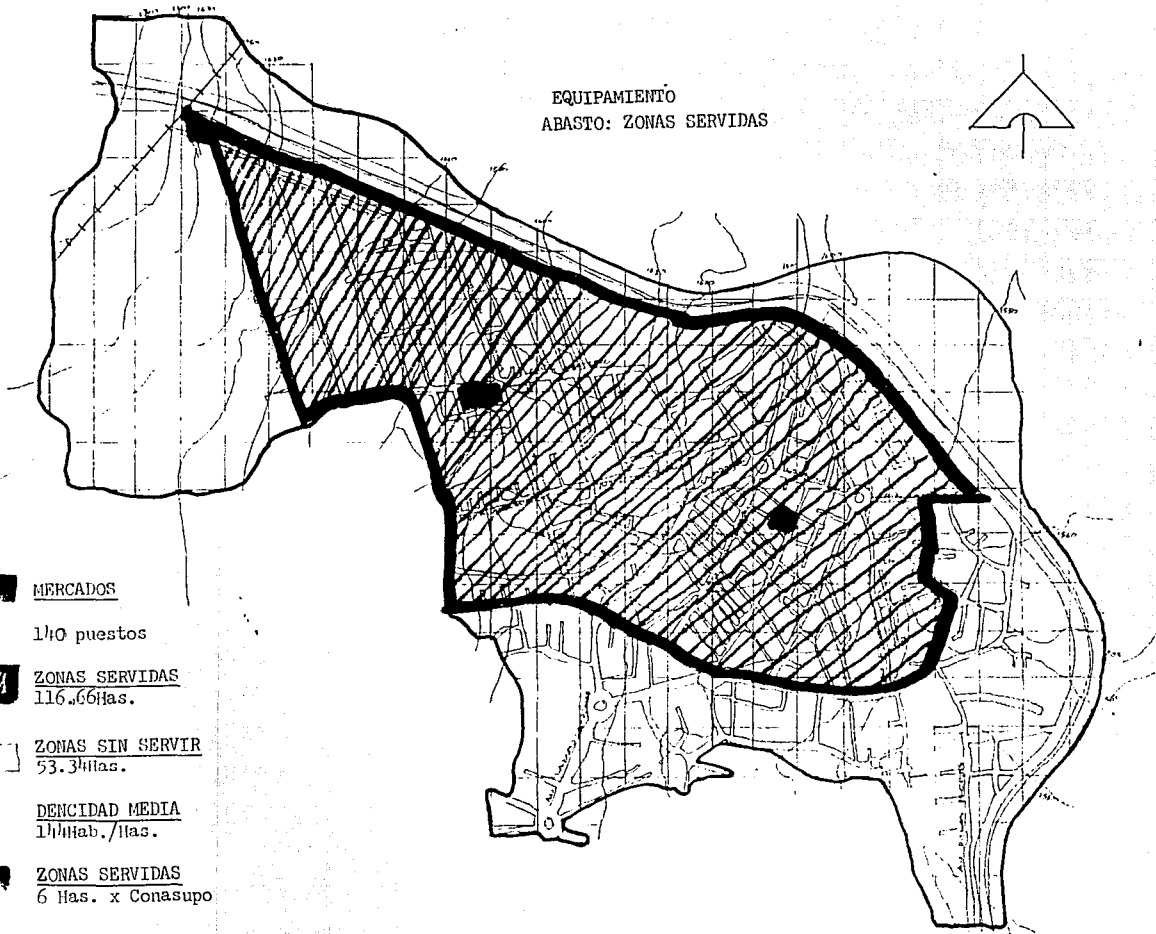 EQUIPAMIENTO
ABASTO: ZONAS SERVIDAS
MERCADOS
140 puestos
ZONAS SERVIDAS
116.66Has.
ZONAS SIN SERVIR
53.34Has.
DENCIDAD MEDIA
144Hab./Has.
ZONAS SERVIDAS
6 Has. x Conasupo